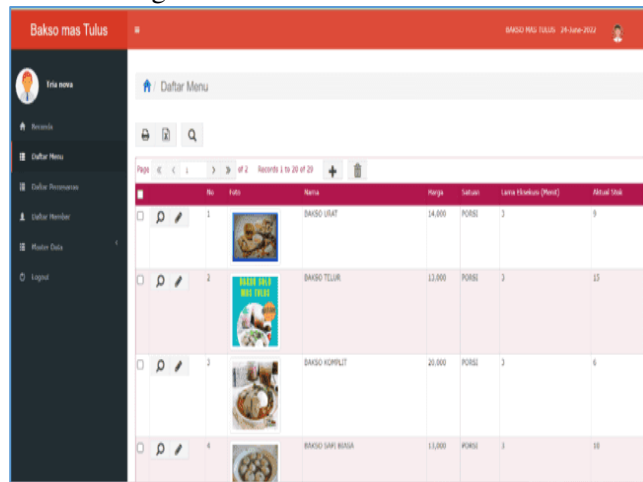 Bakso mas Tulus
BAKSO MAS TULUS 24-June-2022
Tria nova
Daftar Menu
Beranda
Daftar Menu
Daftar Pemesanan
Daftar Member
Master Data
Logout
Page 1 of 2 Records 1 to 20 of 29
No Foto Nama Harga Satuan Lama Eksekusi (Menit) Aktual Stok
1 BAKSO URAT 14,000 PORSI 3 9
2 BAKSO TELUR 13,000 PORSI 3 15
BAKSO SOLO
MAS TULUS
3 BAKSO KOMPLIT 20,000 PORSI 3 6
4 BAKSO SAPI BIASA 13,000 PORSI 3